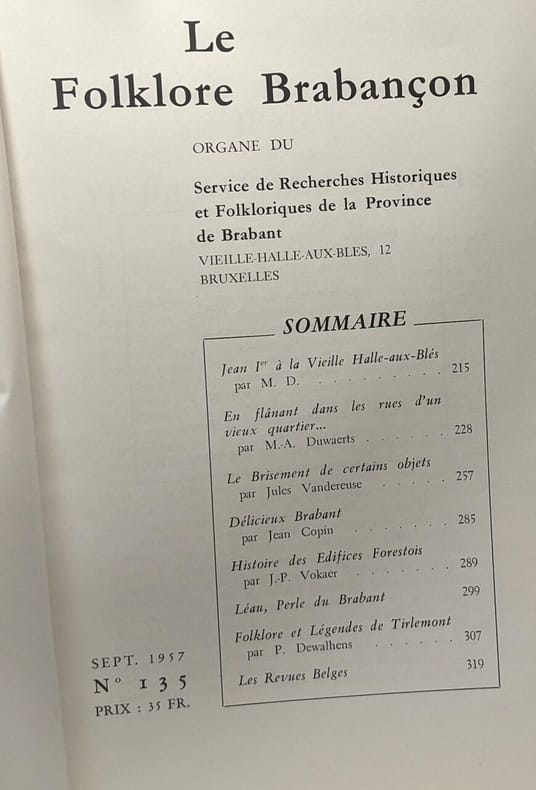 Le
Folklore Brabançon
ORGANE DU
Service de Recherches Historiques
et Folkloriques de la Province
de Brabant
VIEILLE-HALLE-AUX-BLES, 12
BRUXELLES
SOMMAIRE
Jean Ier à la Vieille Halle-aux-Blés
par M. D. . . . . . . . . . 215
En flânant dans les rues d'un
vieux quartier...
par M.-A. Duwaerts . . . . . . 228
Le Brisement de certains objets
par Jules Vandereuse . . . . . 257
Délicieux Brabant
par Jean Copin . . . . . . . 285
Histoire des Edifices Forestois
par J.-P. Vokaer . . . . . . . 289
Léau, Perle du Brabant 299
Folklore et Légendes de Tirlemont
par P. Dewalhens . . . . . . 307
Les Revues Belges 319
SEPT. 1957
N° 135
PRIX : 35 FR.